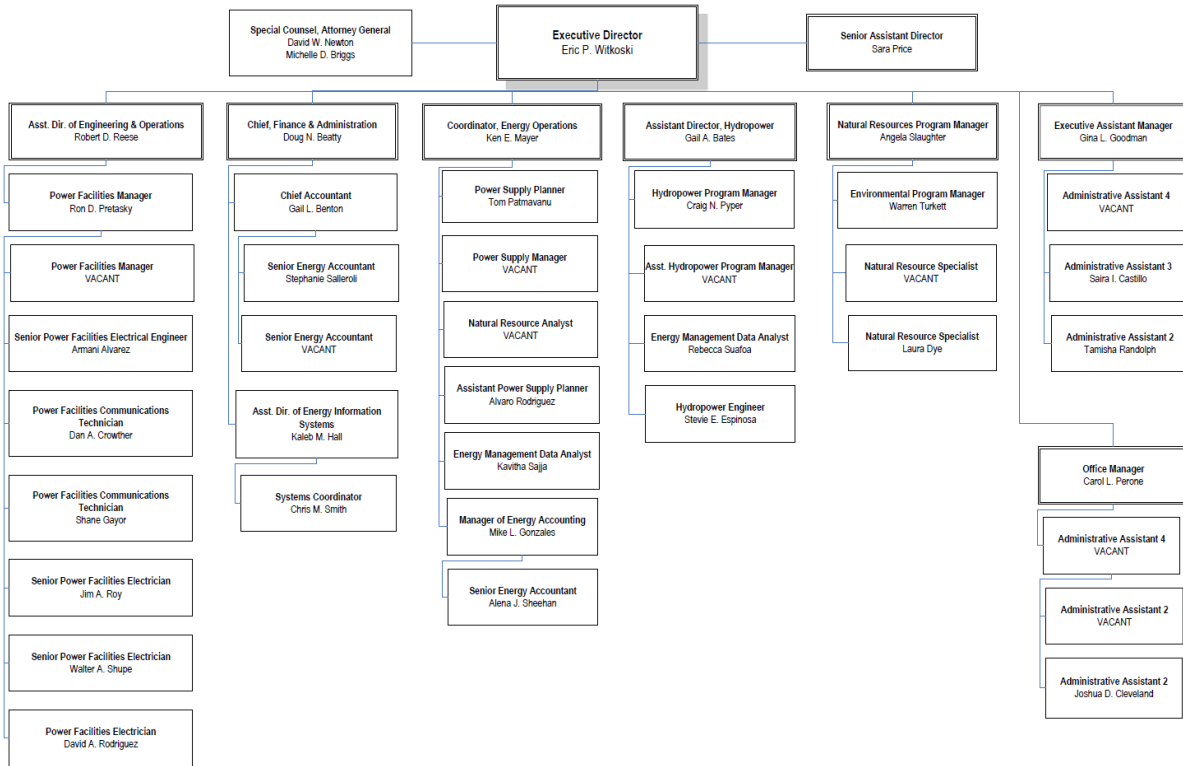 Special Counsel, Attorney General
David W. Newton
Michelle D. Briggs
Executive Director
Eric P. Witkoski
Senior Assistant Director
Sara Price
Asst. Dir. of Engineering & Operations
Robert D. Reese
Power Facilities Manager
Ron D. Pretasky
Power Facilities Manager
VACANT
Senior Power Facilities Electrical Engineer
Armani Alvarez
Power Facilities Communications
Technician
Dan A. Crowther
Power Facilities Communications
Technician
Shane Gayor
Senior Power Facilities Electrician
Jim A. Roy
Senior Power Facilities Electrician
Walter A. Shupe
Power Facilities Electrician
David A. Rodriguez
Chief, Finance & Administration
Doug N. Beatty
Chief Accountant
Gail L. Benton
Senior Energy Accountant
Stephanie Salleroli
Senior Energy Accountant
VACANT
Asst. Dir. of Energy Information
Systems
Kaleb M. Hall
Systems Coordinator
Chris M. Smith
Coordinator, Energy Operations
Ken E. Mayer
Power Supply Planner
Tom Patmavanu
Power Supply Manager
VACANT
Natural Resource Analyst
VACANT
Assistant Power Supply Planner
Alvaro Rodriguez
Energy Management Data Analyst
Kavitha Sajja
Manager of Energy Accounting
Mike L. Gonzales
Senior Energy Accountant
Alena J. Sheehan
Assistant Director, Hydropower
Gail A. Bates
Hydropower Program Manager
Craig N. Pyper
Asst. Hydropower Program Manager
VACANT
Energy Management Data Analyst
Rebecca Suafoa
Hydropower Engineer
Stevie E. Espinosa
Natural Resources Program Manager
Angela Slaughter
Environmental Program Manager
Warren Turkett
Natural Resource Specialist
VACANT
Natural Resource Specialist
Laura Dye
Executive Assistant Manager
Gina L. Goodman
Administrative Assistant 4
VACANT
Administrative Assistant 3
Saira I. Castillo
Administrative Assistant 2
Tamisha Randolph
Office Manager
Carol L. Perone
Administrative Assistant 4
VACANT
Administrative Assistant 2
VACANT
Administrative Assistant 2
Joshua D. Cleveland